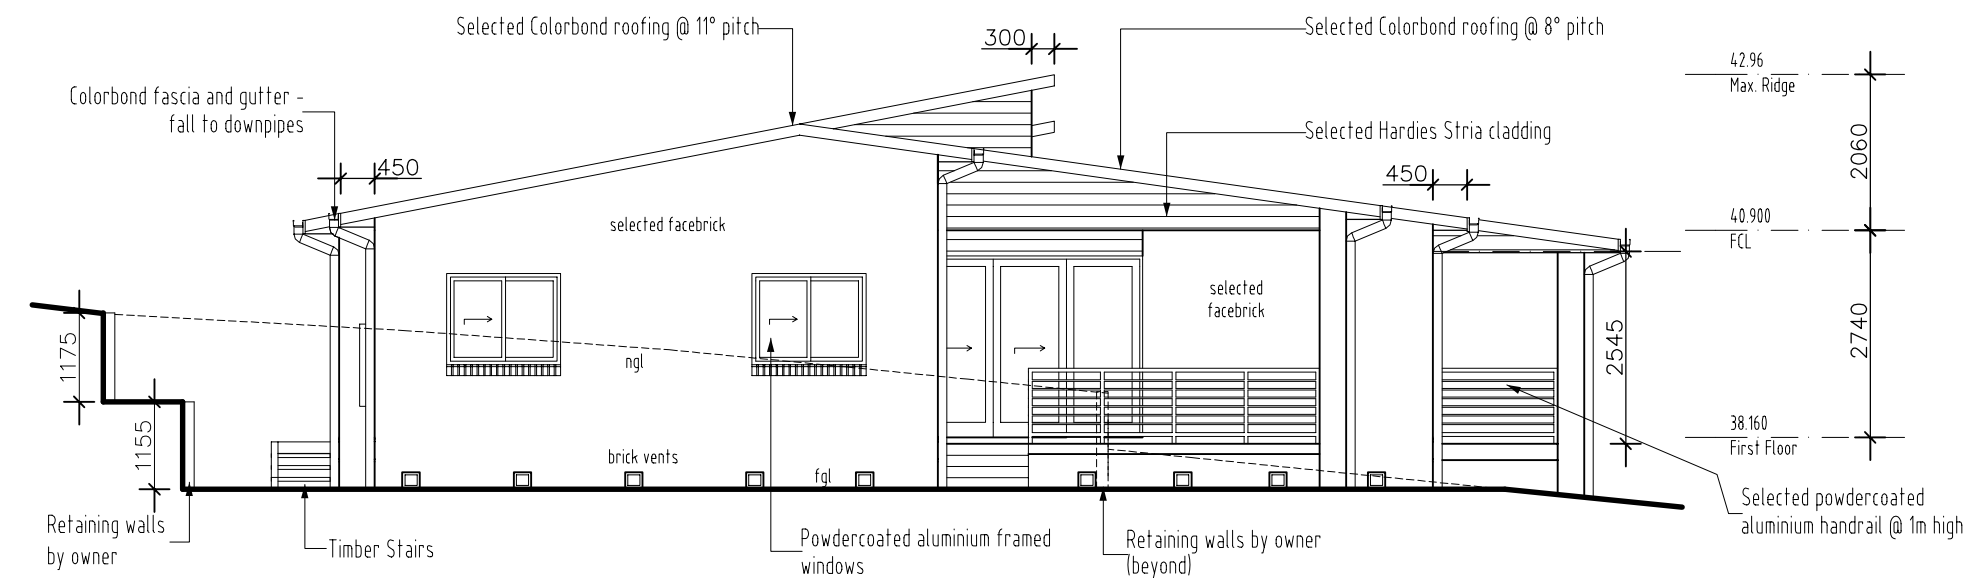 Selected Colorbond roofing @ 11° pitch
300
Selected Colorbond roofing @ 8° pitch
42.96
Max. Ridge
Colorbond fascia and gutter -
fall to downpipes
Selected Hardies Stria cladding
2060
450
450
selected facebrick
40.900
FCL
selected
facebrick
1175
ngl
2545
2740
1155
brick vents
fgl
38.160
First Floor
Selected powdercoated
aluminium handrail @ 1m high
Retaining walls
by owner
Timber Stairs
Powdercoated aluminium framed
windows
Retaining walls by owner
(beyond)